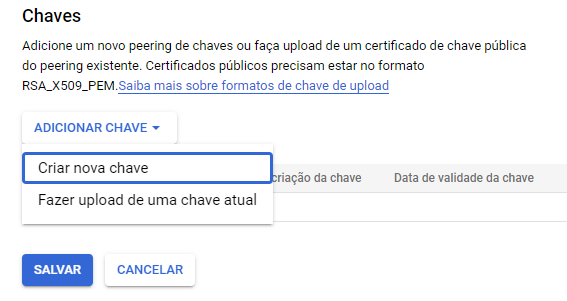 Chaves
Adicione um novo peering de chaves ou faça upload de um certificado de chave pública
do peering existente. Certificados públicos precisam estar no formato
RSA_X509_PEM.Saiba mais sobre formatos de chave de upload
ADICIONAR CHAVE
Criar nova chave
criação da chave Data de validade da chave
Fazer upload de uma chave atual
SALVAR CANCELAR